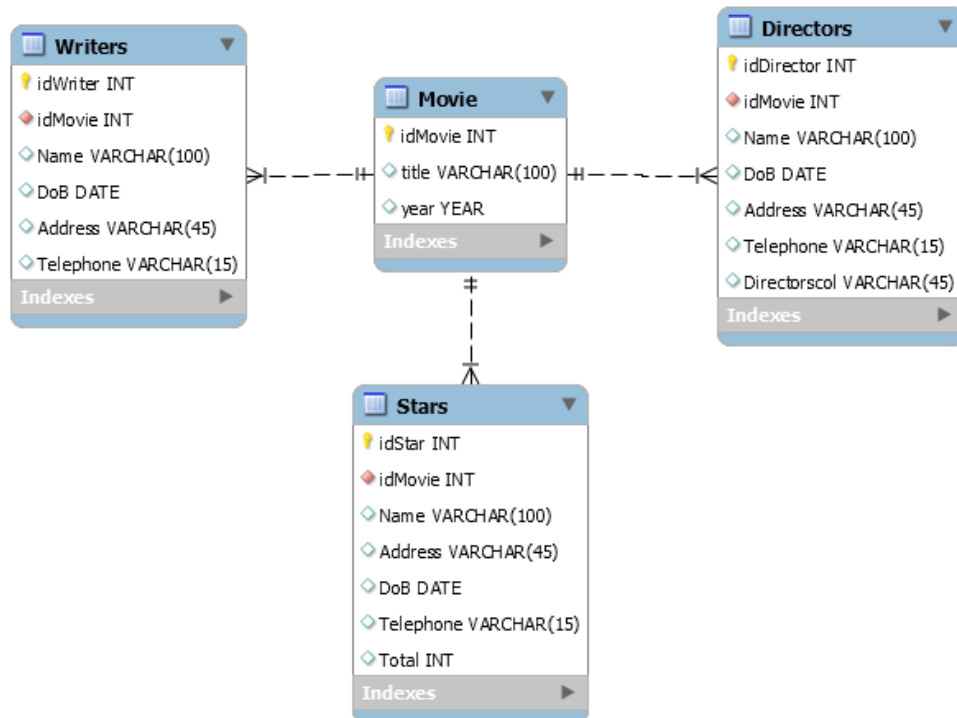 Writers
idWriter INT
idMovie INT
Name VARCHAR(100)
DoB DATE
Address VARCHAR(45)
Telephone VARCHAR(15)
Indexes
Movie
idMovie INT
title VARCHAR(100)
year YEAR
Indexes
Directors
idDirector INT
idMovie INT
Name VARCHAR(100)
DoB DATE
Address VARCHAR(45)
Telephone VARCHAR(15)
Directorscol VARCHAR(45)
Indexes
Stars
idStar INT
idMovie INT
Name VARCHAR(100)
Address VARCHAR(45)
DoB DATE
Telephone VARCHAR(15)
Total INT
Indexes